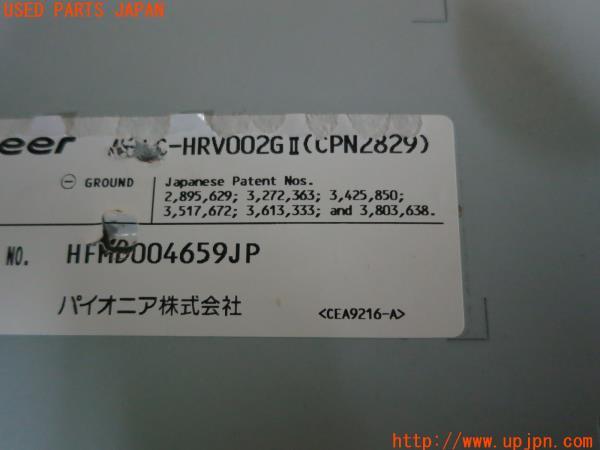 USED PARTS JAPAN
eer C-HRV002GⅡ(CPN2829)
⊖ GROUND
Japanese Patent Nos.
2,895,629; 3,272,363; 3,425,850;
3,517,672; 3,613,333; and 3,803,638.
NO. HFMD004659JP
パイオニア株式会社 <CEA9216-A>
http://www.upjpn.com/